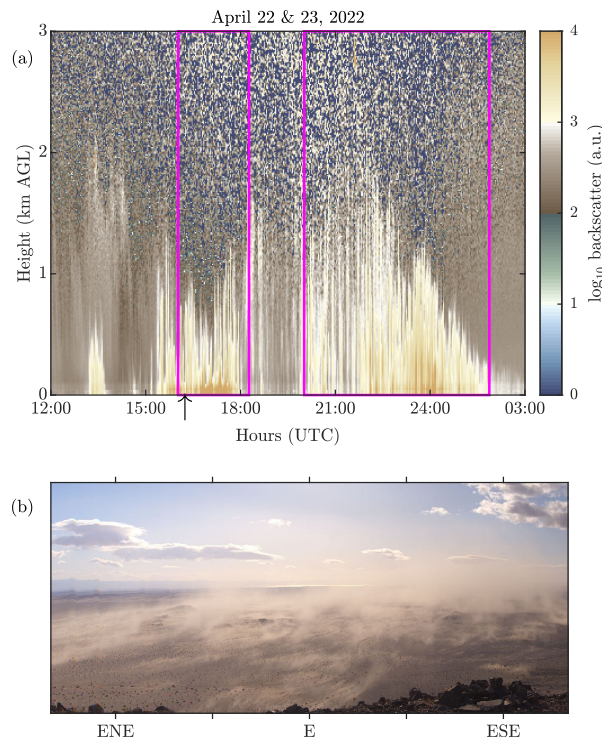 April 22 & 23, 2022
(a)
3
2
1
0
Height (km AGL)
12:00 15:00 18:00 21:00 24:00 03:00
Hours (UTC)
4
3
2
1
0
log₁₀ backscatter (a.u.)
(b)
ENE E ESE